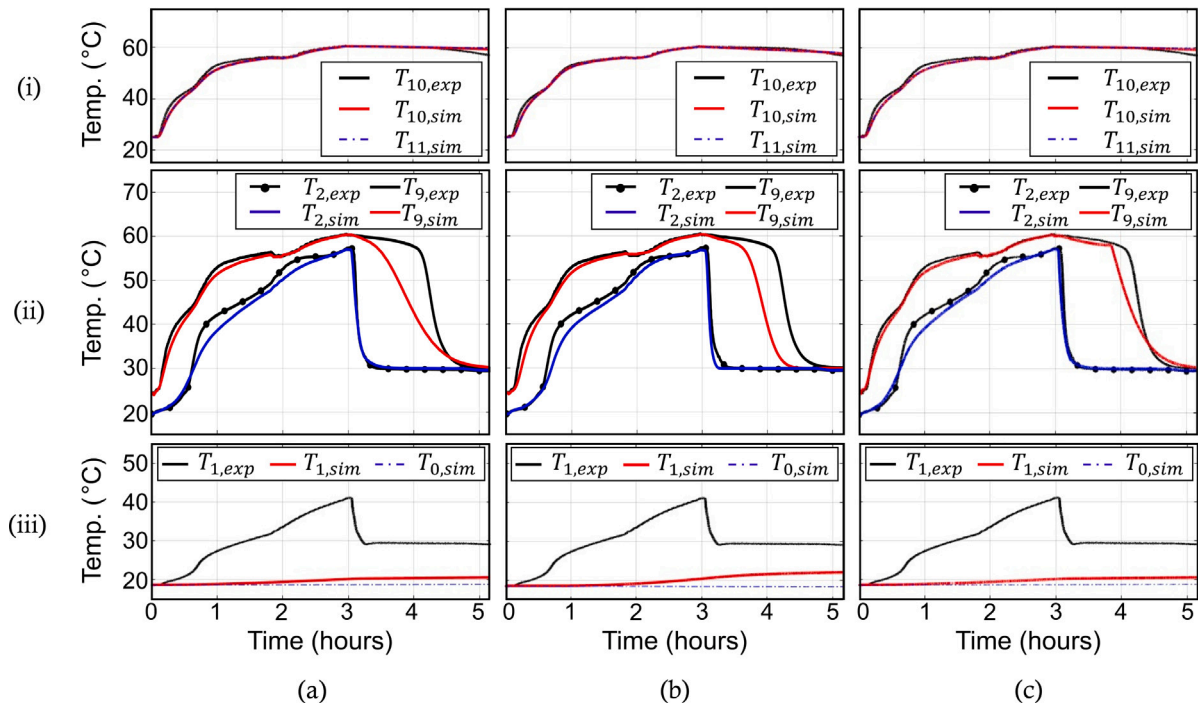 (i)
Temp. (°C)
60
40
20
T10,exp
T10,sim
T11,sim
T10,exp
T10,sim
T11,sim
T10,exp
T10,sim
T11,sim
(ii)
Temp. (°C)
70
60
50
40
30
20
T2,exp T9,exp
T2,sim T9,sim
T2,exp T9,exp
T2,sim T9,sim
T2,exp T9,exp
T2,sim T9,sim
(iii)
Temp. (°C)
50
40
30
20
T1,exp T1,sim T0,sim
T1,exp T1,sim T0,sim
T1,exp T1,sim T0,sim
0 1 2 3 4 5
0 1 2 3 4 5
0 1 2 3 4 5
Time (hours)
Time (hours)
Time (hours)
(a)
(b)
(c)